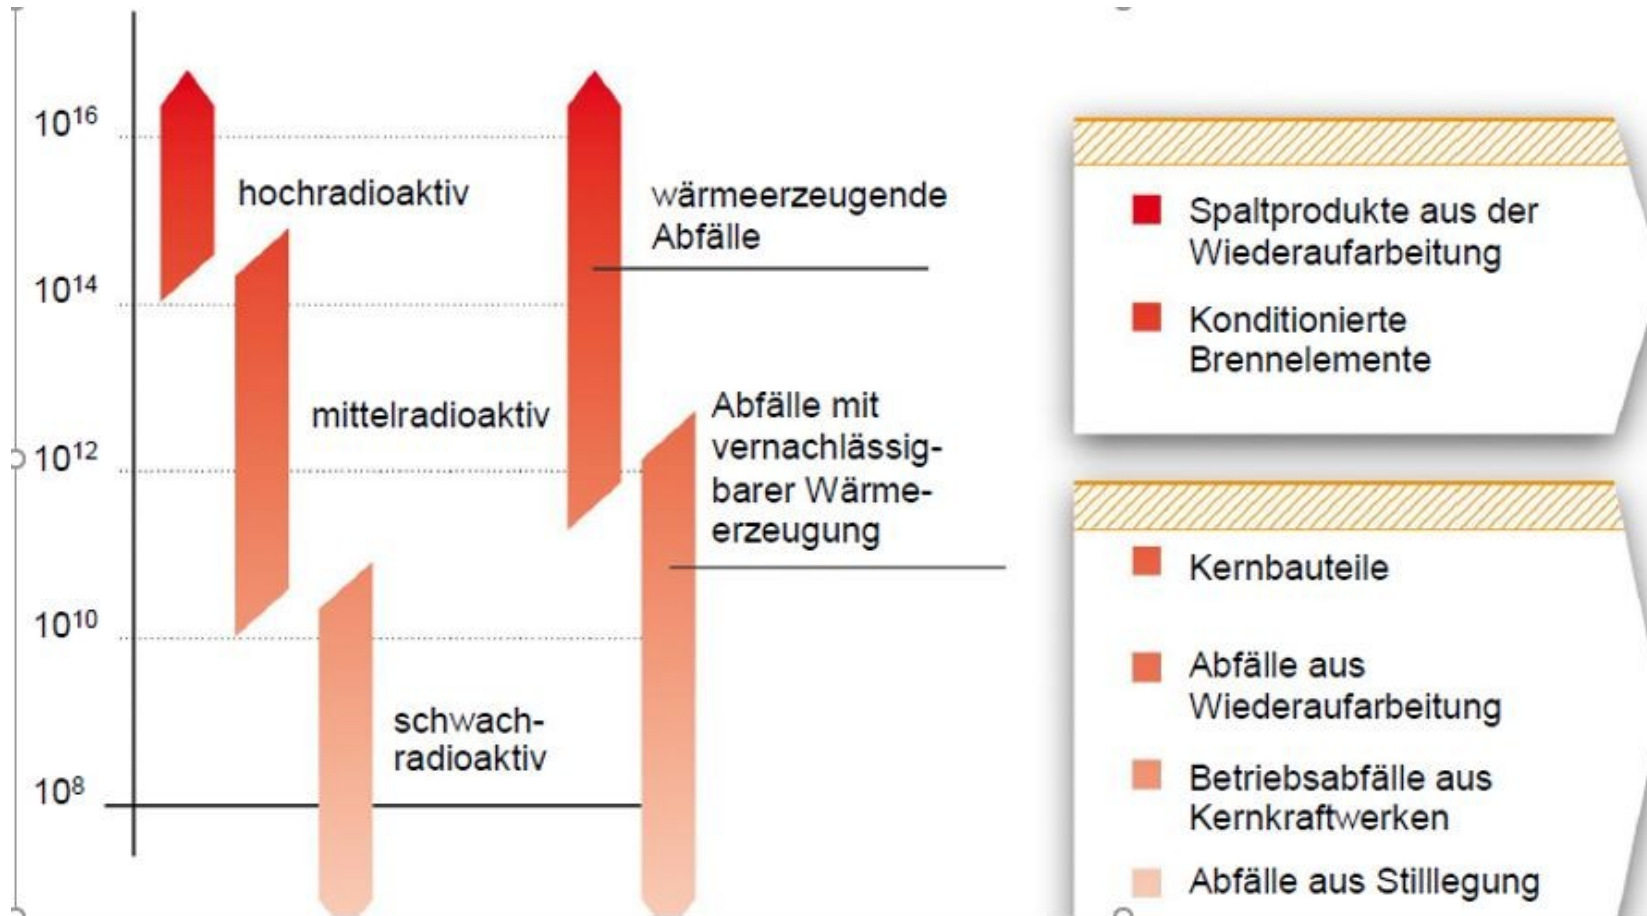 10¹⁶
10¹⁴
10¹²
10¹⁰
10⁸
hochradioaktiv
mittelradioaktiv
schwach-
radioaktiv
wärmeerzeugende
Abfälle
Abfälle mit
vernachlässig-
barer Wärme-
erzeugung
Spaltprodukte aus der
Wiederaufarbeitung
Konditionierte
Brennelemente
Kernbauteile
Abfälle aus
Wiederaufarbeitung
Betriebsabfälle aus
Kernkraftwerken
Abfälle aus Stilllegung